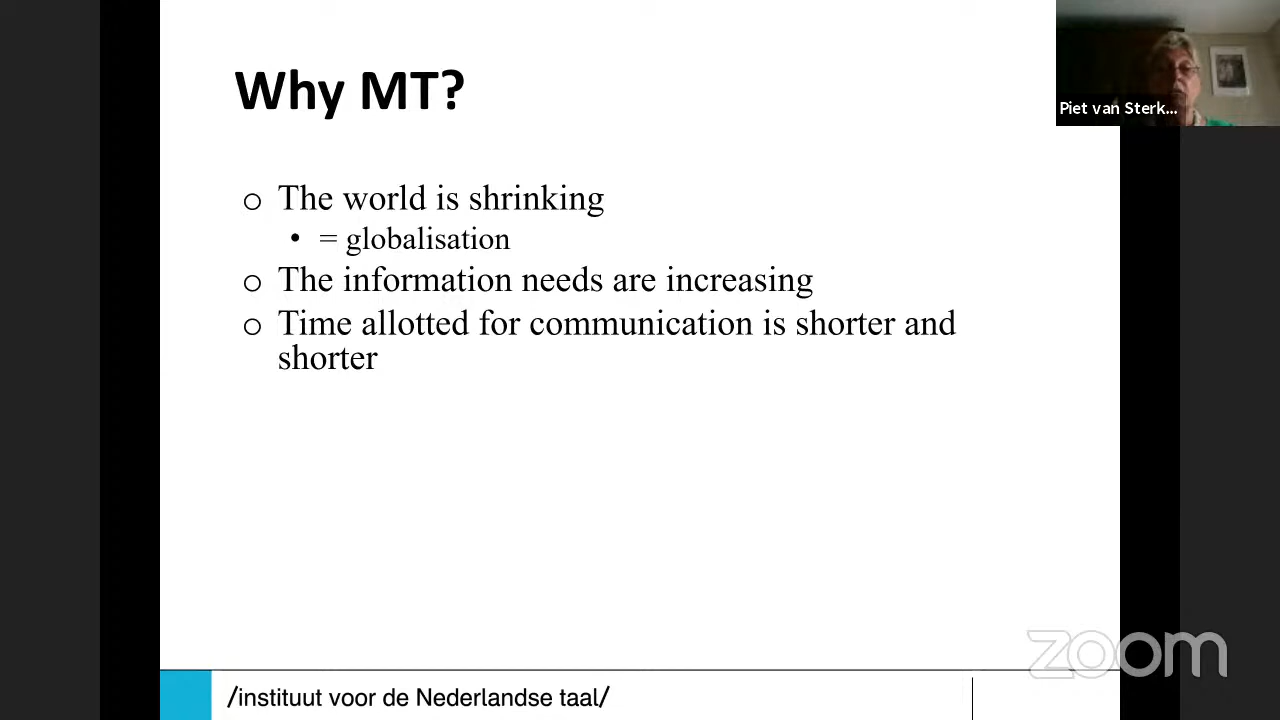 Why MT?
Piet van Sterk...
o The world is shrinking
• = globalisation
o The information needs are increasing
o Time allotted for communication is shorter and
shorter
zoom
/instituut voor de Nederlandse taal/